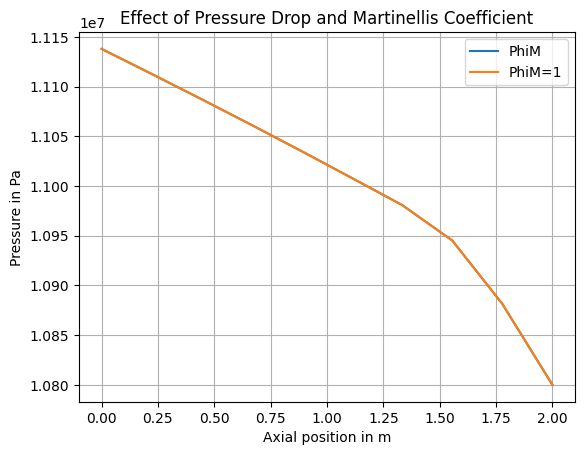 Effect of Pressure Drop and Martinellis Coefficient
1e7
1.115
1.110
1.105
1.100
1.095
1.090
1.085
1.080
Pressure in Pa
PhiM
PhiM=1
0.00 0.25 0.50 0.75 1.00 1.25 1.50 1.75 2.00
Axial position in m